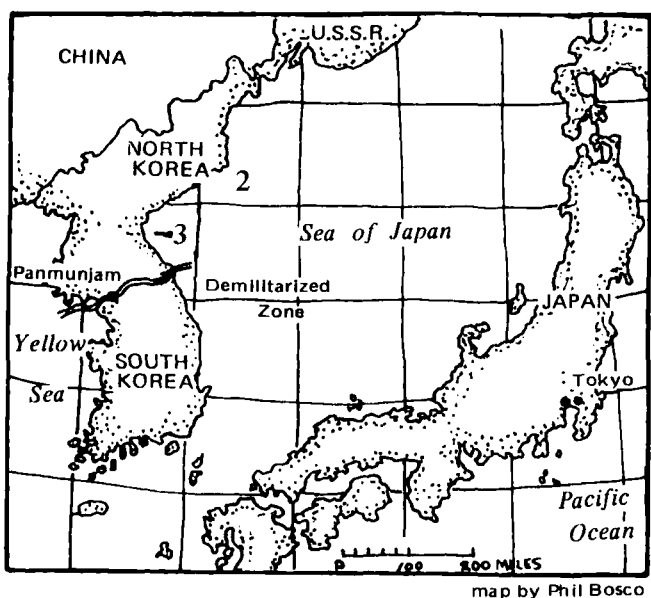 U.S.S.R.
CHINA
NORTH
KOREA
2
3
Sea of Japan
Panmunjam
Demilitarized
Zone
JAPAN
Yellow
Sea
SOUTH
KOREA
Tokyo
Pacific
Ocean
0 100 300 MILES
map by Phil Bosco